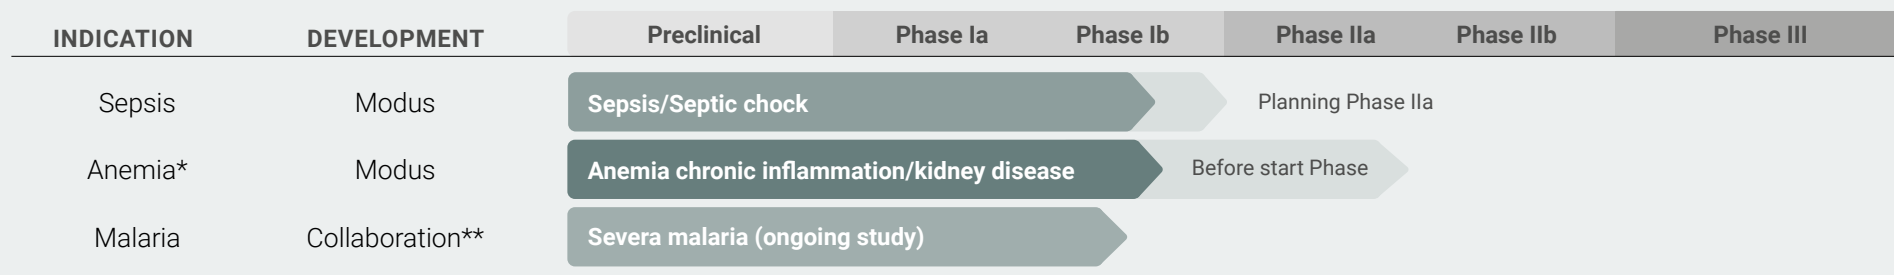 INDICATION DEVELOPMENT Preclinical Phase Ia Phase Ib Phase IIa Phase IIb Phase III
Sepsis Modus Sepsis/Septic chock Planning Phase IIa
Anemia* Modus Anemia chronic inflammation/kidney disease Before start Phase
Malaria Collaboration** Severa malaria (ongoing study)